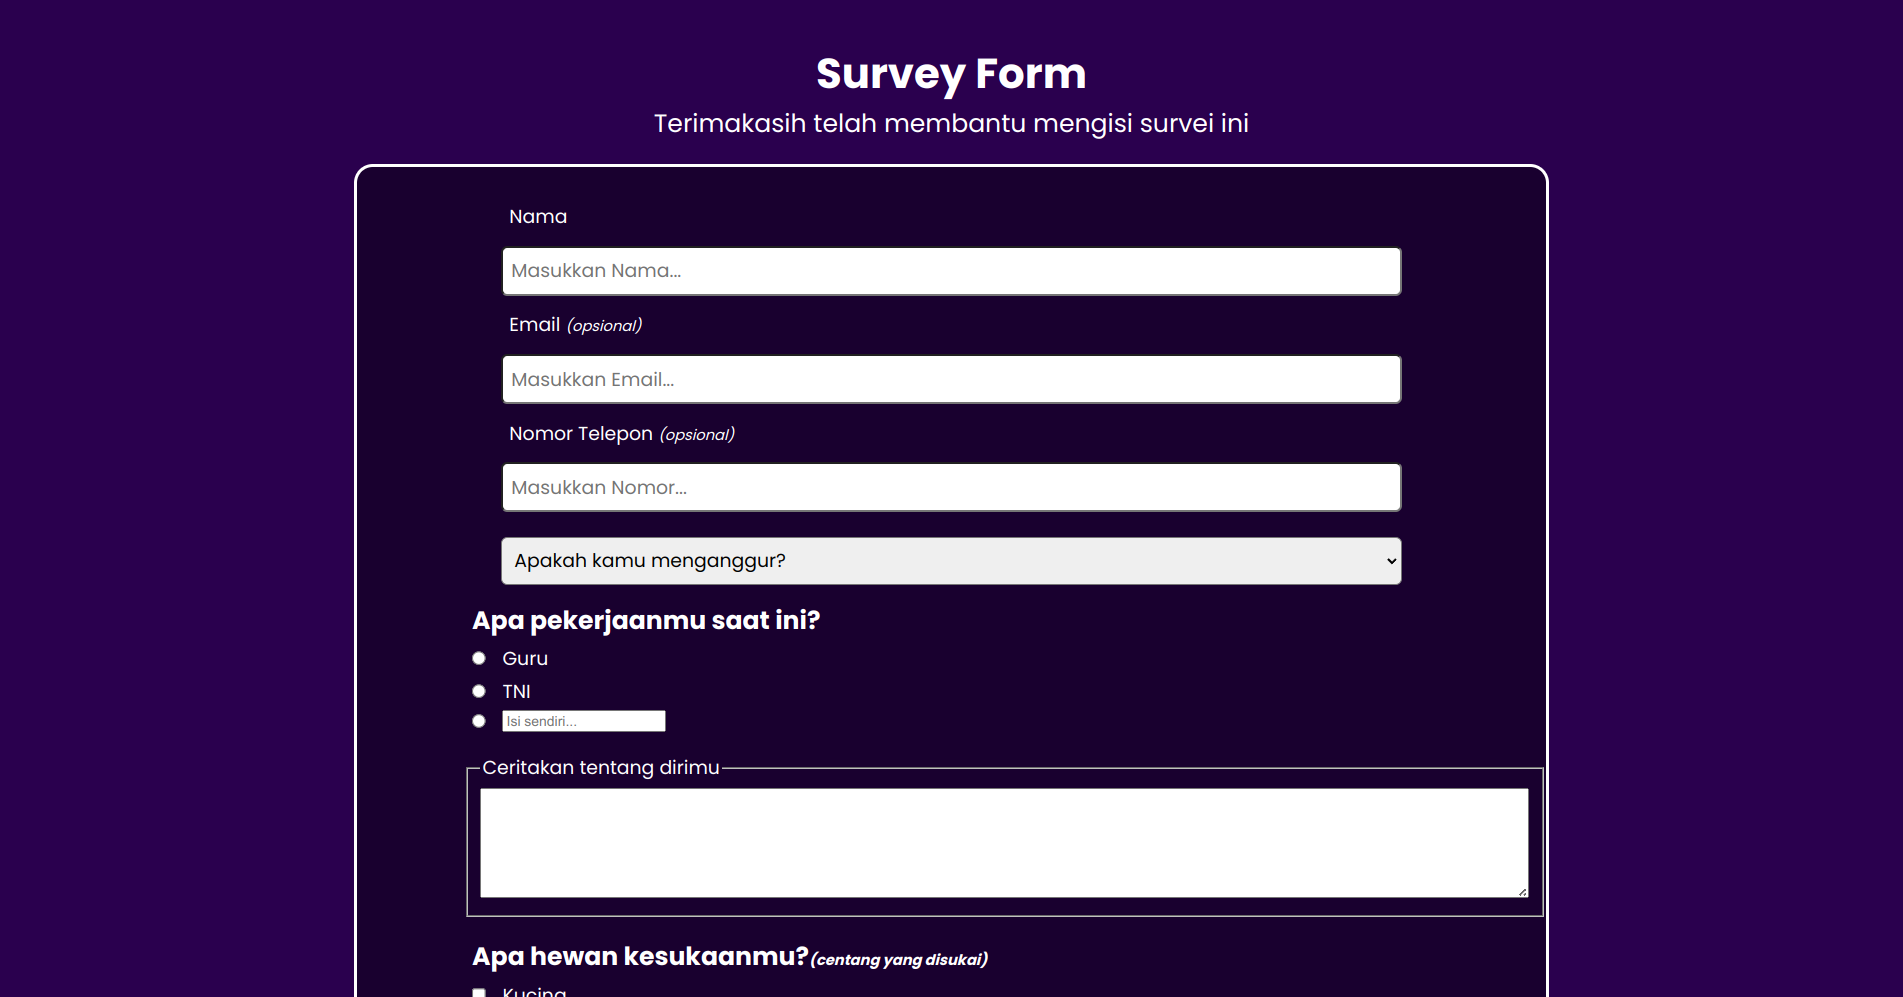 Survey Form
Terimakasih telah membantu mengisi survei ini
Nama
Masukkan Nama...
Email (opsional)
Masukkan Email...
Nomor Telepon (opsional)
Masukkan Nomor...
Apakah kamu menganggur?
Apa pekerjaanmu saat ini?
Guru
TNI
Isi sendiri...
Ceritakan tentang dirimu
Apa hewan kesukaanmu?(centang yang disukai)
Kucing